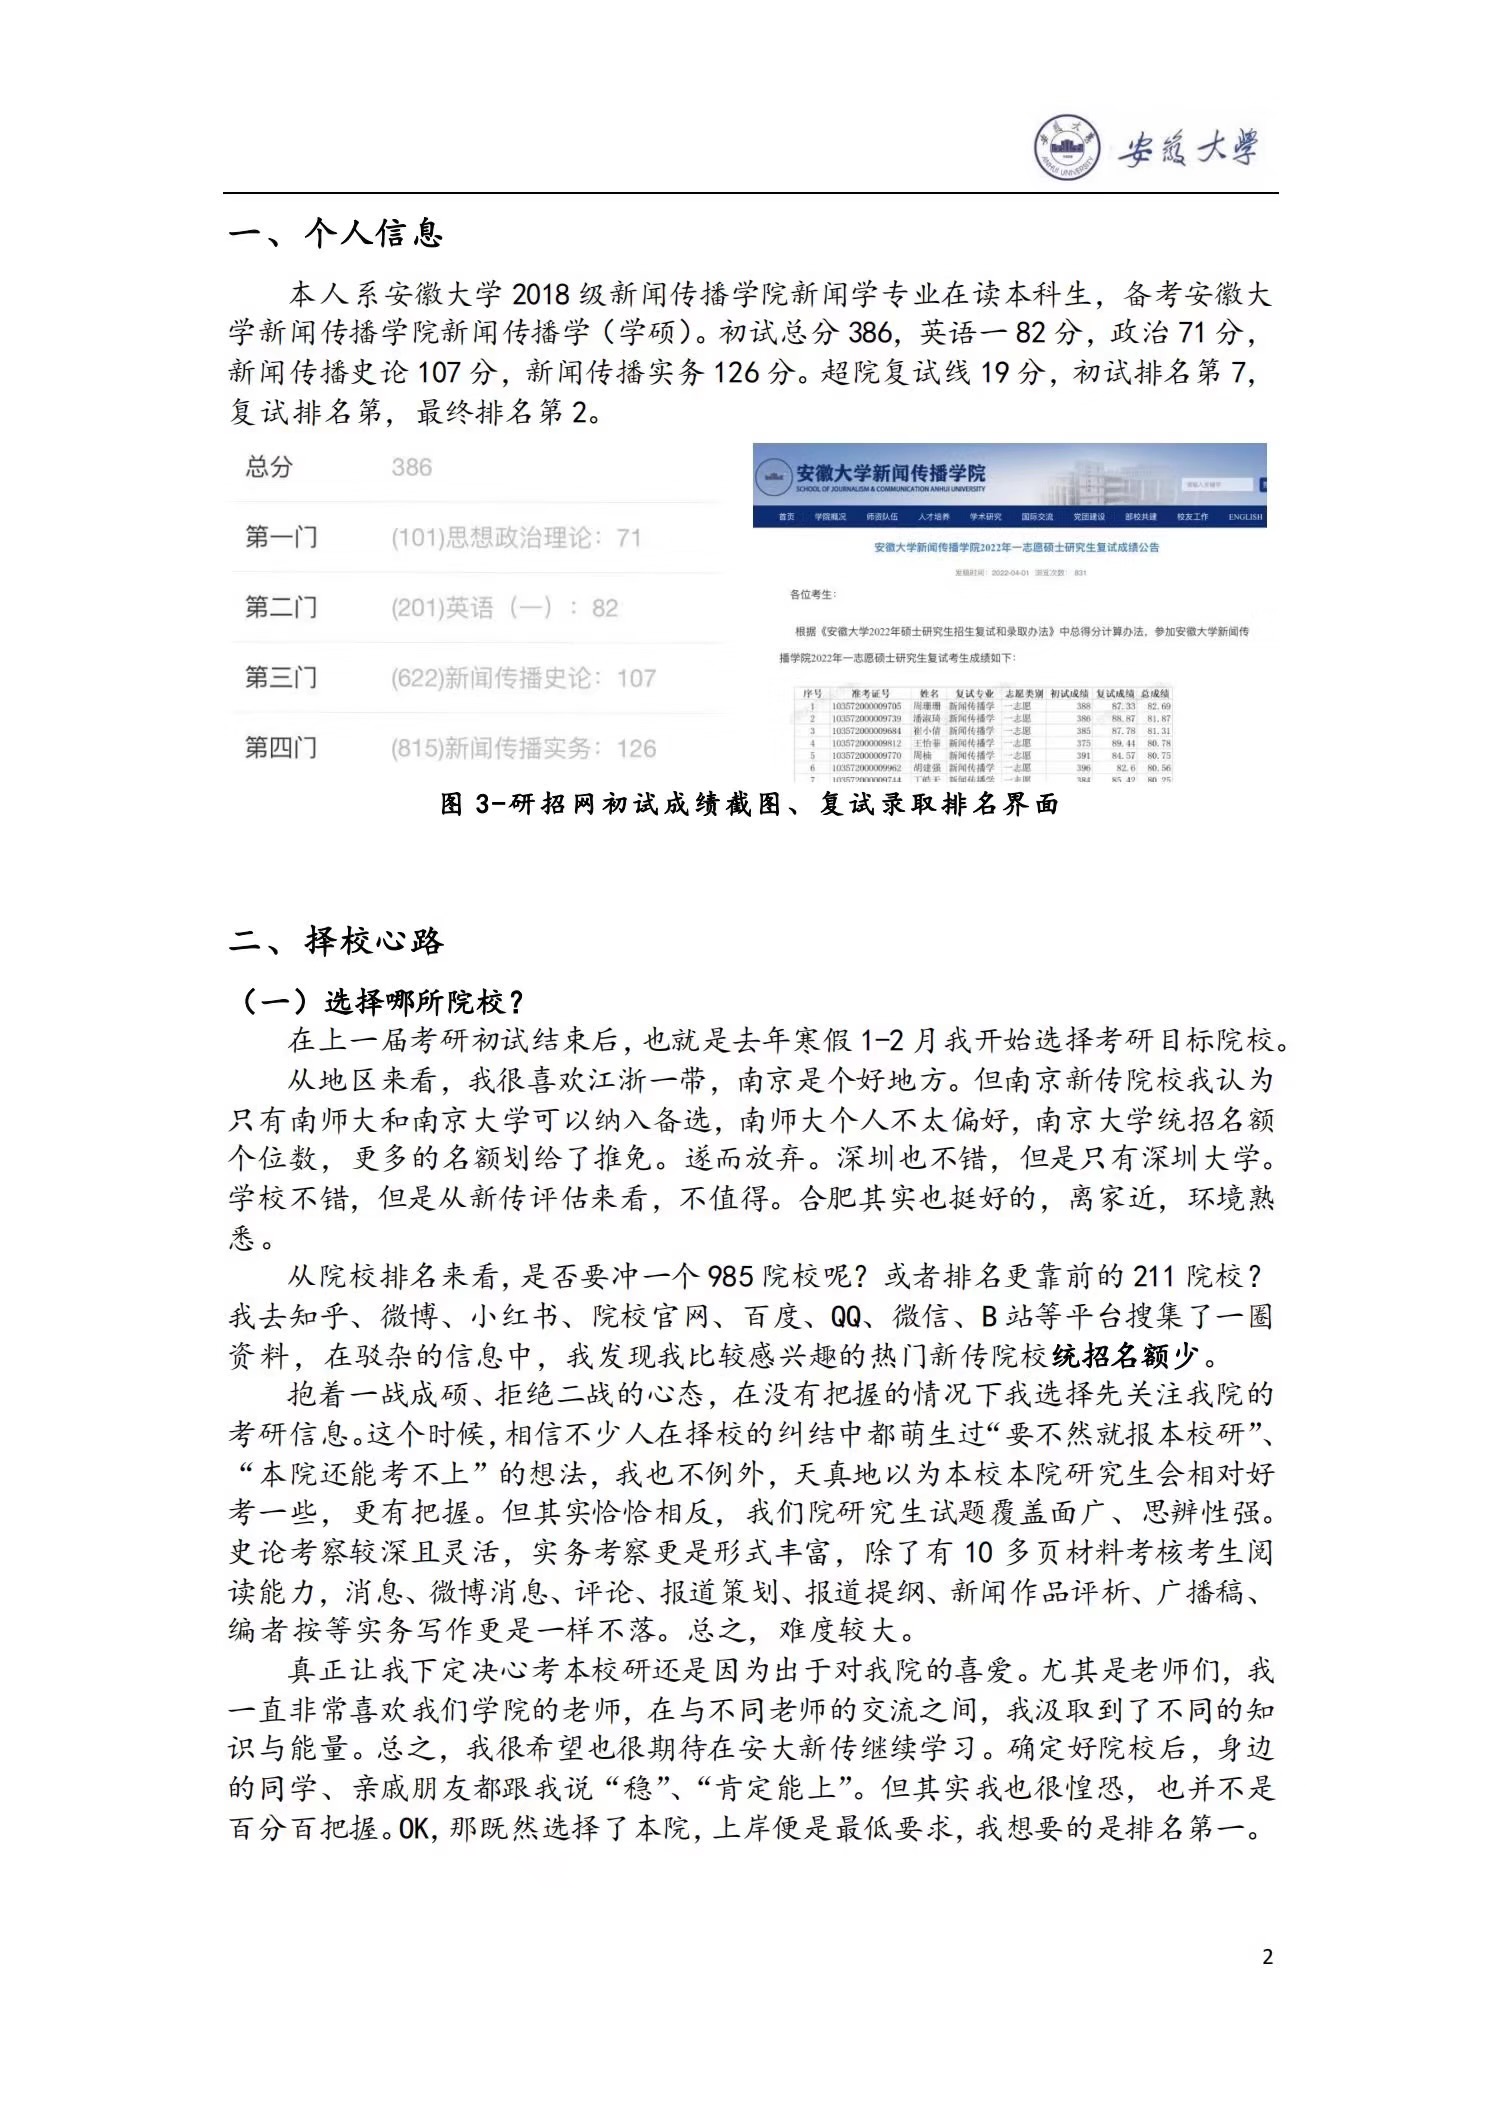 安徽大学
ANHUI UNIVERSITY
安徽大学
一、个人信息
本人系安徽大学 2018 级新闻传播学院新闻学专业在读本科生，备考安徽大
学新闻传播学院新闻传播学（学硕）。初试总分 386，英语一 82 分，政治 71 分，
新闻传播史论 107 分，新闻传播实务 126 分。超院复试线 19 分，初试排名第 7，
复试排名第，最终排名第 2。
总分 386
第一门 (101)思想政治理论：71
第二门 (201)英语（一）：82
第三门 (622)新闻传播史论：107
第四门 (815)新闻传播实务：126
安徽大学新闻传播学院
SCHOOL OF JOURNALISM & COMMUNICATION ANHUI UNIVERSITY
首页 学院概况 师资队伍 人才培养 学术研究 国际交流 党团建设 部校共建 校友工作 ENGLISH
安徽大学新闻传播学院2022年一志愿硕士研究生复试成绩公告
发稿时间：2022-04-01 浏览次数：831
各位考生：
根据《安徽大学2022年硕士研究生招生复试和录取办法》中总得分计算办法，参加安徽大学新闻传
播学院2022年一志愿硕士研究生复试考生成绩如下：
序号 准考证号 姓名 复试专业 志愿类别 初试成绩 复试成绩 总成绩
1 103572000009705 周珊珊 新闻传播学 一志愿 388 87.33 82.69
2 103572000009739 潘淑琦 新闻传播学 一志愿 386 88.87 81.87
3 103572000009684 崔小倩 新闻传播学 一志愿 385 87.78 81.31
4 103572000009812 王怡菲 新闻传播学 一志愿 375 89.44 80.78
5 103572000009770 周楠 新闻传播学 一志愿 391 84.57 80.75
6 103572000009962 胡建强 新闻传播学 一志愿 396 82.6 80.56
7 103572000009744 新闻传播学 一志愿 384 85.42 80.25
图 3-研招网初试成绩截图、复试录取排名界面
二、择校心路
（一）选择哪所院校？
在上一届考研初试结束后，也就是去年寒假 1-2 月我开始选择考研目标院校。
从地区来看，我很喜欢江浙一带，南京是个好地方。但南京新传院校我认为
只有南师大和南京大学可以纳入备选，南师大个人不太偏好，南京大学统招名额
个位数，更多的名额划给了推免。遂而放弃。深圳也不错，但是只有深圳大学。
学校不错，但是从新传评估来看，不值得。合肥其实也挺好的，离家近，环境熟
悉。
从院校排名来看，是否要冲一个 985 院校呢？或者排名更靠前的 211 院校？
我去知乎、微博、小红书、院校官网、百度、QQ、微信、B 站等平台搜集了一圈
资料，在驳杂的信息中，我发现我比较感兴趣的热门新传院校统招名额少。
抱着一战成硕、拒绝二战的心态，在没有把握的情况下我选择先关注我院的
考研信息。这个时候，相信不少人在择校的纠结中都萌生过“要不然就报本校研”、
“本院还能考不上”的想法，我也不例外，天真地以为本校本院研究生会相对好
考一些，更有把握。但其实恰恰相反，我们院研究生试题覆盖面广、思辨性强。
史论考察较深且灵活，实务考察更是形式丰富，除了有 10 多页材料考核考生阅
读能力，消息、微博消息、评论、报道策划、报道提纲、新闻作品评析、广播稿、
编者按等实务写作更是一样不落。总之，难度较大。
真正让我下定决心考本校研还是因为出于对我院的喜爱。尤其是老师们，我
一直非常喜欢我们学院的老师，在与不同老师的交流之间，我汲取到了不同的知
识与能量。总之，我很希望也很期待在安大新传继续学习。确定好院校后，身边
的同学、亲戚朋友都跟我说“稳”、“肯定能上”。但其实我也很惶恐，也并不是
百分百把握。OK，那既然选择了本院，上岸便是最低要求，我想要的是排名第一。
2